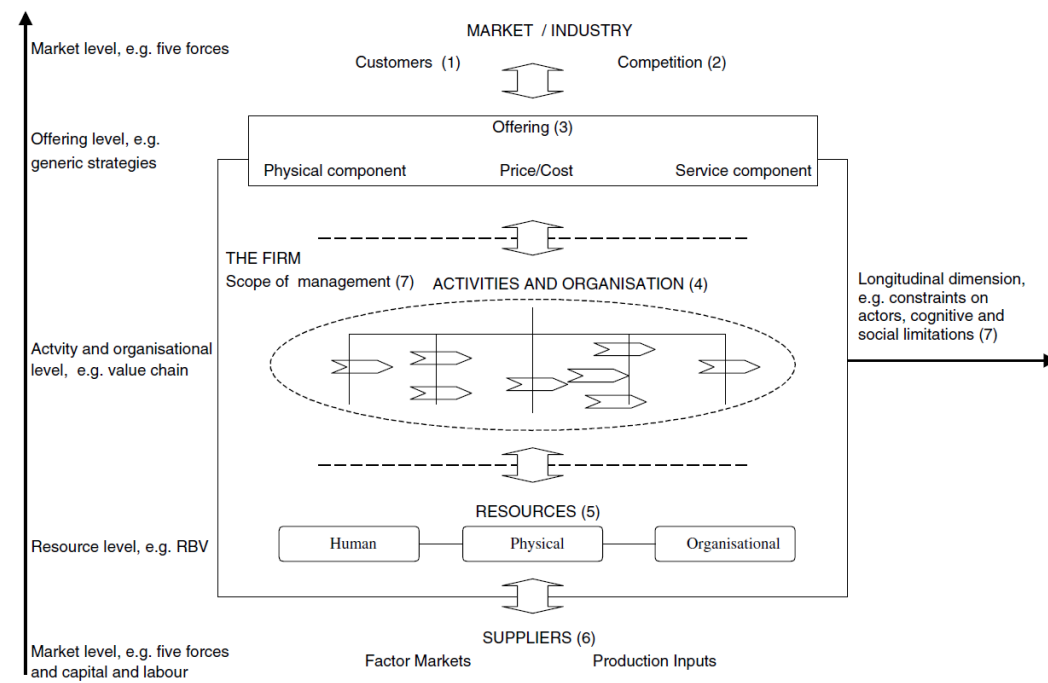 MARKET / INDUSTRY
Market level, e.g. five forces
Customers (1)
Competition (2)
Offering (3)
Offering level, e.g.
generic strategies
Physical component
Price/Cost
Service component
THE FIRM
Scope of management (7)
ACTIVITIES AND ORGANISATION (4)
Longitudinal dimension,
e.g. constraints on
actors, cognitive and
social limitations (7)
Actvity and organisational
level, e.g. value chain
RESOURCES (5)
Resource level, e.g. RBV
Human
Physical
Organisational
SUPPLIERS (6)
Market level, e.g. five forces
and capital and labour
Factor Markets
Production Inputs